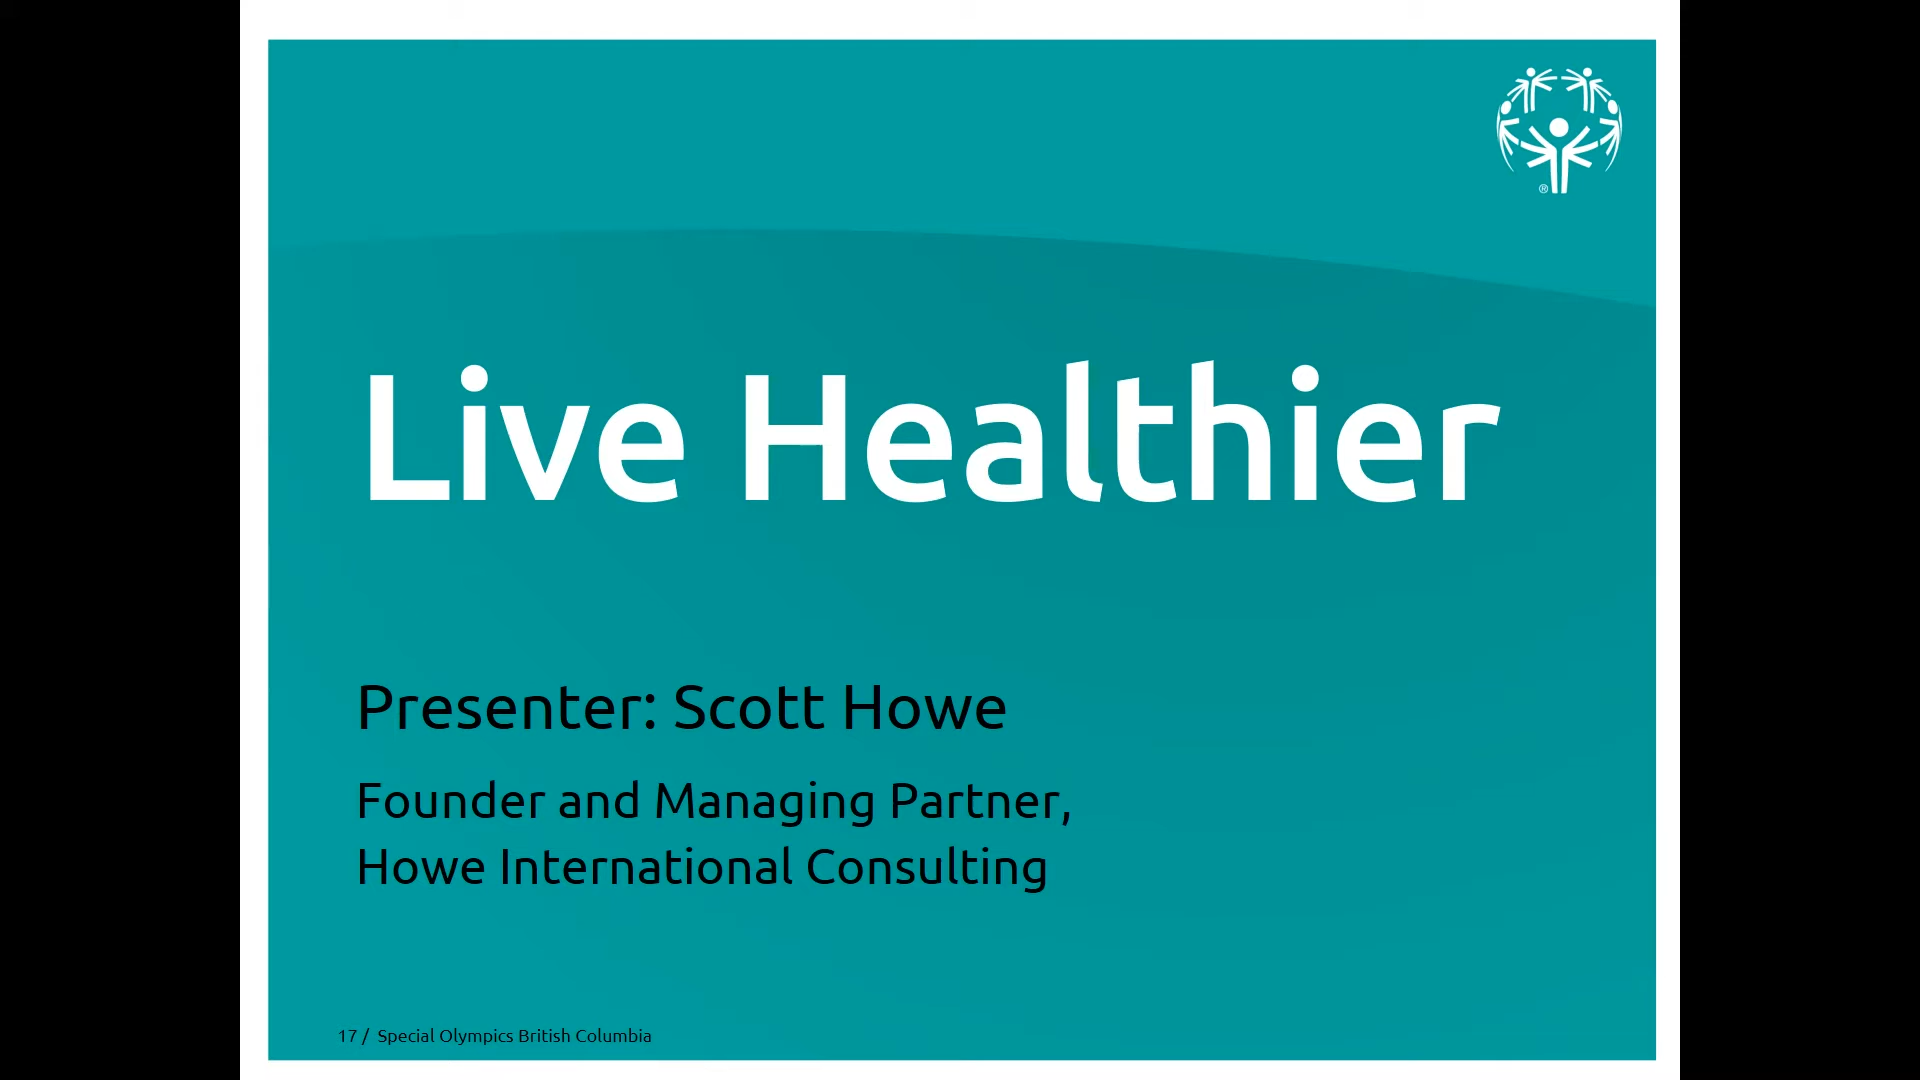 ®
Live Healthier
Presenter: Scott Howe
Founder and Managing Partner,
Howe International Consulting
17 / Special Olympics British Columbia